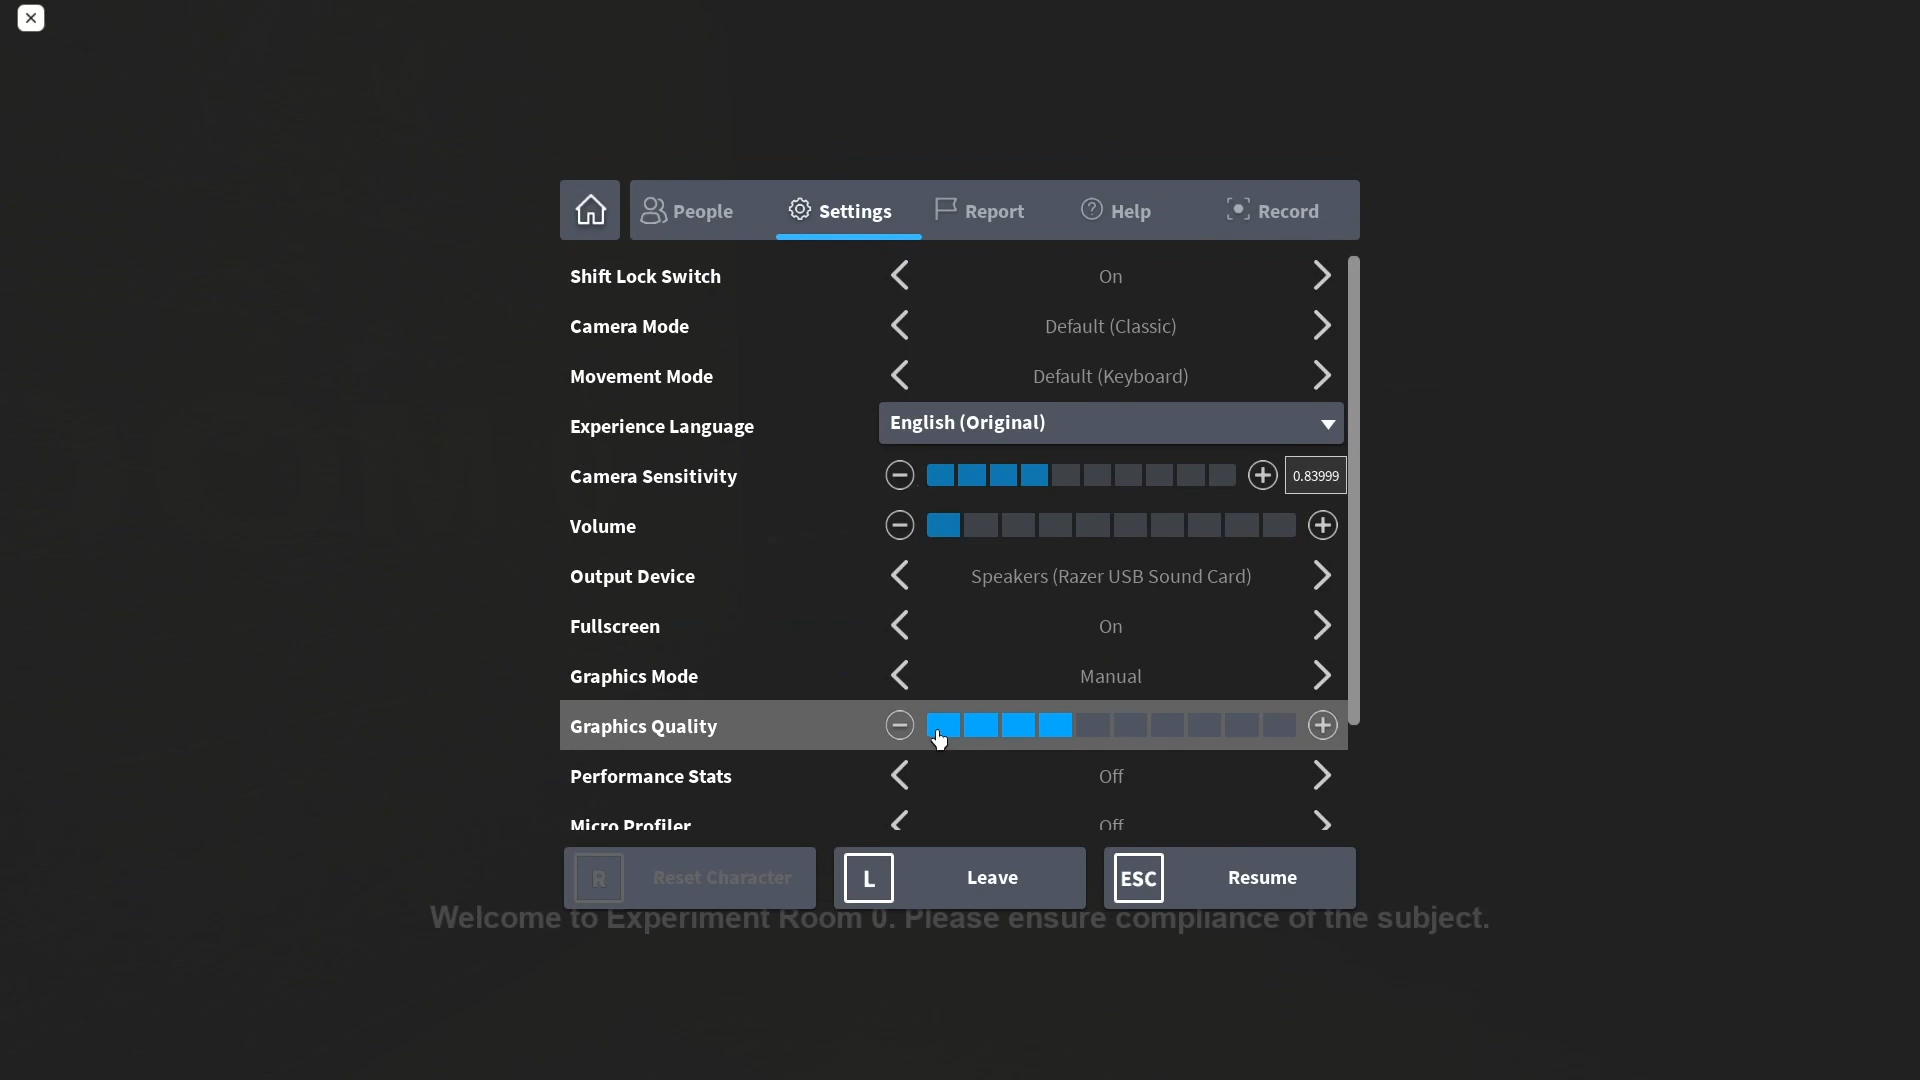 People
Settings
Report
Help
Record
Shift Lock Switch
On
Camera Mode
Default (Classic)
Movement Mode
Default (Keyboard)
Experience Language
English (Original)
Camera Sensitivity
0.83999
Volume
Output Device
Speakers (Razer USB Sound Card)
Fullscreen
On
Graphics Mode
Manual
Graphics Quality
Performance Stats
Off
Micro Profiler
Off
R Reset Character
L Leave
ESC Resume
Welcome to Experiment Room 0. Please ensure compliance of the subject.